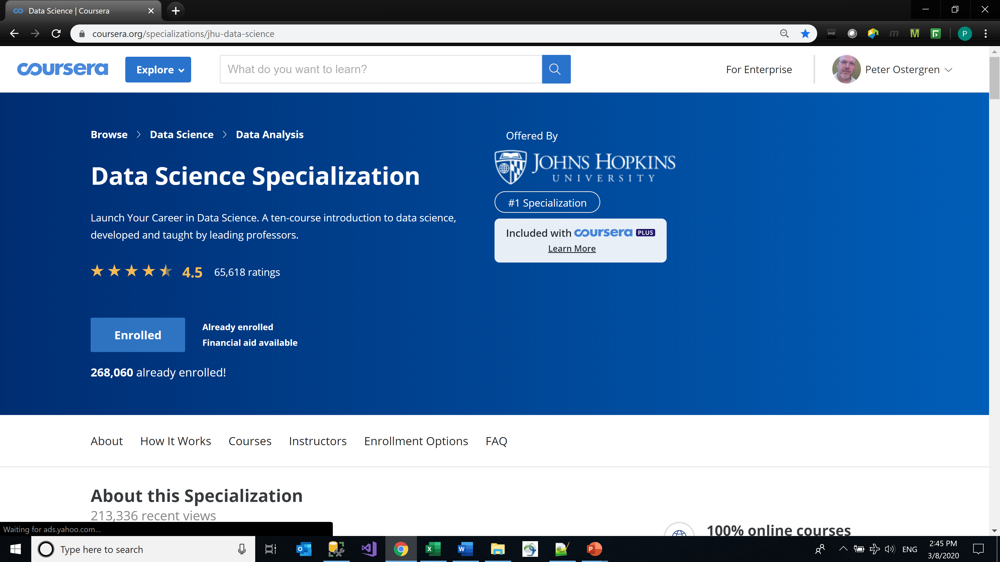 Data Science | Coursera
coursera.org/specializations/jhu-data-science
(md)
m
M
P
coursera
Explore
What do you want to learn?
For Enterprise
Peter Ostergren
Browse > Data Science > Data Analysis
Offered By
JOHNS HOPKINS
UNIVERSITY
Data Science Specialization
#1 Specialization
Launch Your Career in Data Science. A ten-course introduction to data science,
developed and taught by leading professors.
Included with coursera PLUS
Learn More
4.5 65,618 ratings
Enrolled
Already enrolled
Financial aid available
268,060 already enrolled!
About How It Works Courses Instructors Enrollment Options FAQ
About this Specialization
213,336 recent views
Waiting for ads.yahoo.com...
100% online courses
Type here to search
ENG
2:45 PM
3/8/2020